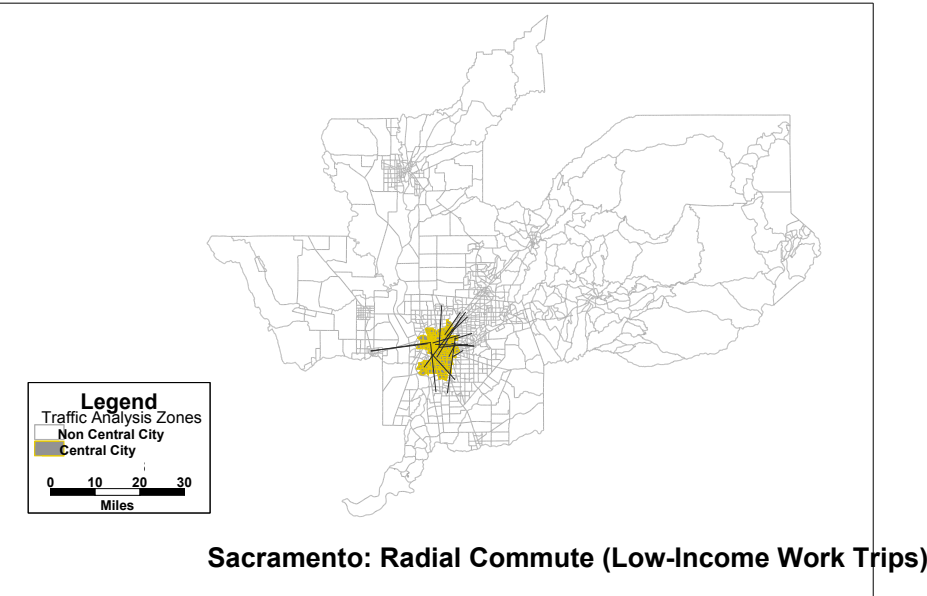 Legend
Traffic Analysis Zones
Non Central City
Central City
0 10 20 30
Miles
Sacramento: Radial Commute (Low-Income Work Trips)